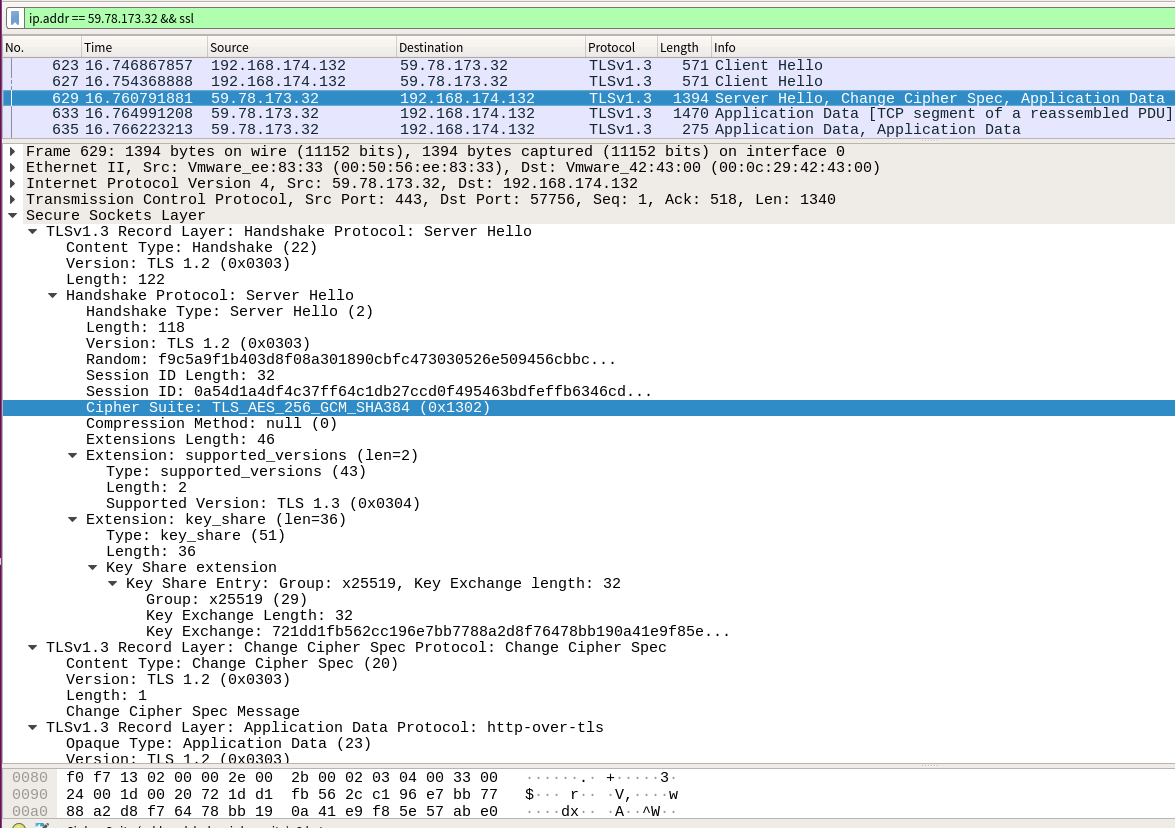 ip.addr == 59.78.173.32 && ssl
No. Time Source Destination Protocol Length Info
623 16.746867857 192.168.174.132 59.78.173.32 TLSv1.3 571 Client Hello
627 16.754368888 192.168.174.132 59.78.173.32 TLSv1.3 571 Client Hello
629 16.760791881 59.78.173.32 192.168.174.132 TLSv1.3 1394 Server Hello, Change Cipher Spec, Application Data
633 16.764991208 59.78.173.32 192.168.174.132 TLSv1.3 1470 Application Data [TCP segment of a reassembled PDU]
635 16.766223213 59.78.173.32 192.168.174.132 TLSv1.3 275 Application Data, Application Data
Frame 629: 1394 bytes on wire (11152 bits), 1394 bytes captured (11152 bits) on interface 0
Ethernet II, Src: Vmware_ee:83:33 (00:50:56:ee:83:33), Dst: Vmware_42:43:00 (00:0c:29:42:43:00)
Internet Protocol Version 4, Src: 59.78.173.32, Dst: 192.168.174.132
Transmission Control Protocol, Src Port: 443, Dst Port: 57756, Seq: 1, Ack: 518, Len: 1340
Secure Sockets Layer
TLSv1.3 Record Layer: Handshake Protocol: Server Hello
Content Type: Handshake (22)
Version: TLS 1.2 (0x0303)
Length: 122
Handshake Protocol: Server Hello
Handshake Type: Server Hello (2)
Length: 118
Version: TLS 1.2 (0x0303)
Random: f9c5a9f1b403d8f08a301890cbfc473030526e509456cbbc...
Session ID Length: 32
Session ID: 0a54d1a4df4c37ff64c1db27ccd0f495463bdfeffb6346cd...
Cipher Suite: TLS_AES_256_GCM_SHA384 (0x1302)
Compression Method: null (0)
Extensions Length: 46
Extension: supported_versions (len=2)
Type: supported_versions (43)
Length: 2
Supported Version: TLS 1.3 (0x0304)
Extension: key_share (len=36)
Type: key_share (51)
Length: 36
Key Share extension
Key Share Entry: Group: x25519, Key Exchange length: 32
Group: x25519 (29)
Key Exchange Length: 32
Key Exchange: 721dd1fb562cc196e7bb7788a2d8f76478bb190a41e9f85e...
TLSv1.3 Record Layer: Change Cipher Spec Protocol: Change Cipher Spec
Content Type: Change Cipher Spec (20)
Version: TLS 1.2 (0x0303)
Length: 1
Change Cipher Spec Message
TLSv1.3 Record Layer: Application Data Protocol: http-over-tls
Opaque Type: Application Data (23)
Version: TLS 1.2 (0x0303)
0080 f0 f7 13 02 00 00 2e 00 2b 00 02 03 04 00 33 00 ······.· +·····3·
0090 24 00 1d 00 20 72 1d d1 fb 56 2c c1 96 e7 bb 77 $··· r·· ·V,····w
00a0 88 a2 d8 f7 64 78 bb 19 0a 41 e9 f8 5e 57 ab e0 ····dx·· ·A··^W··